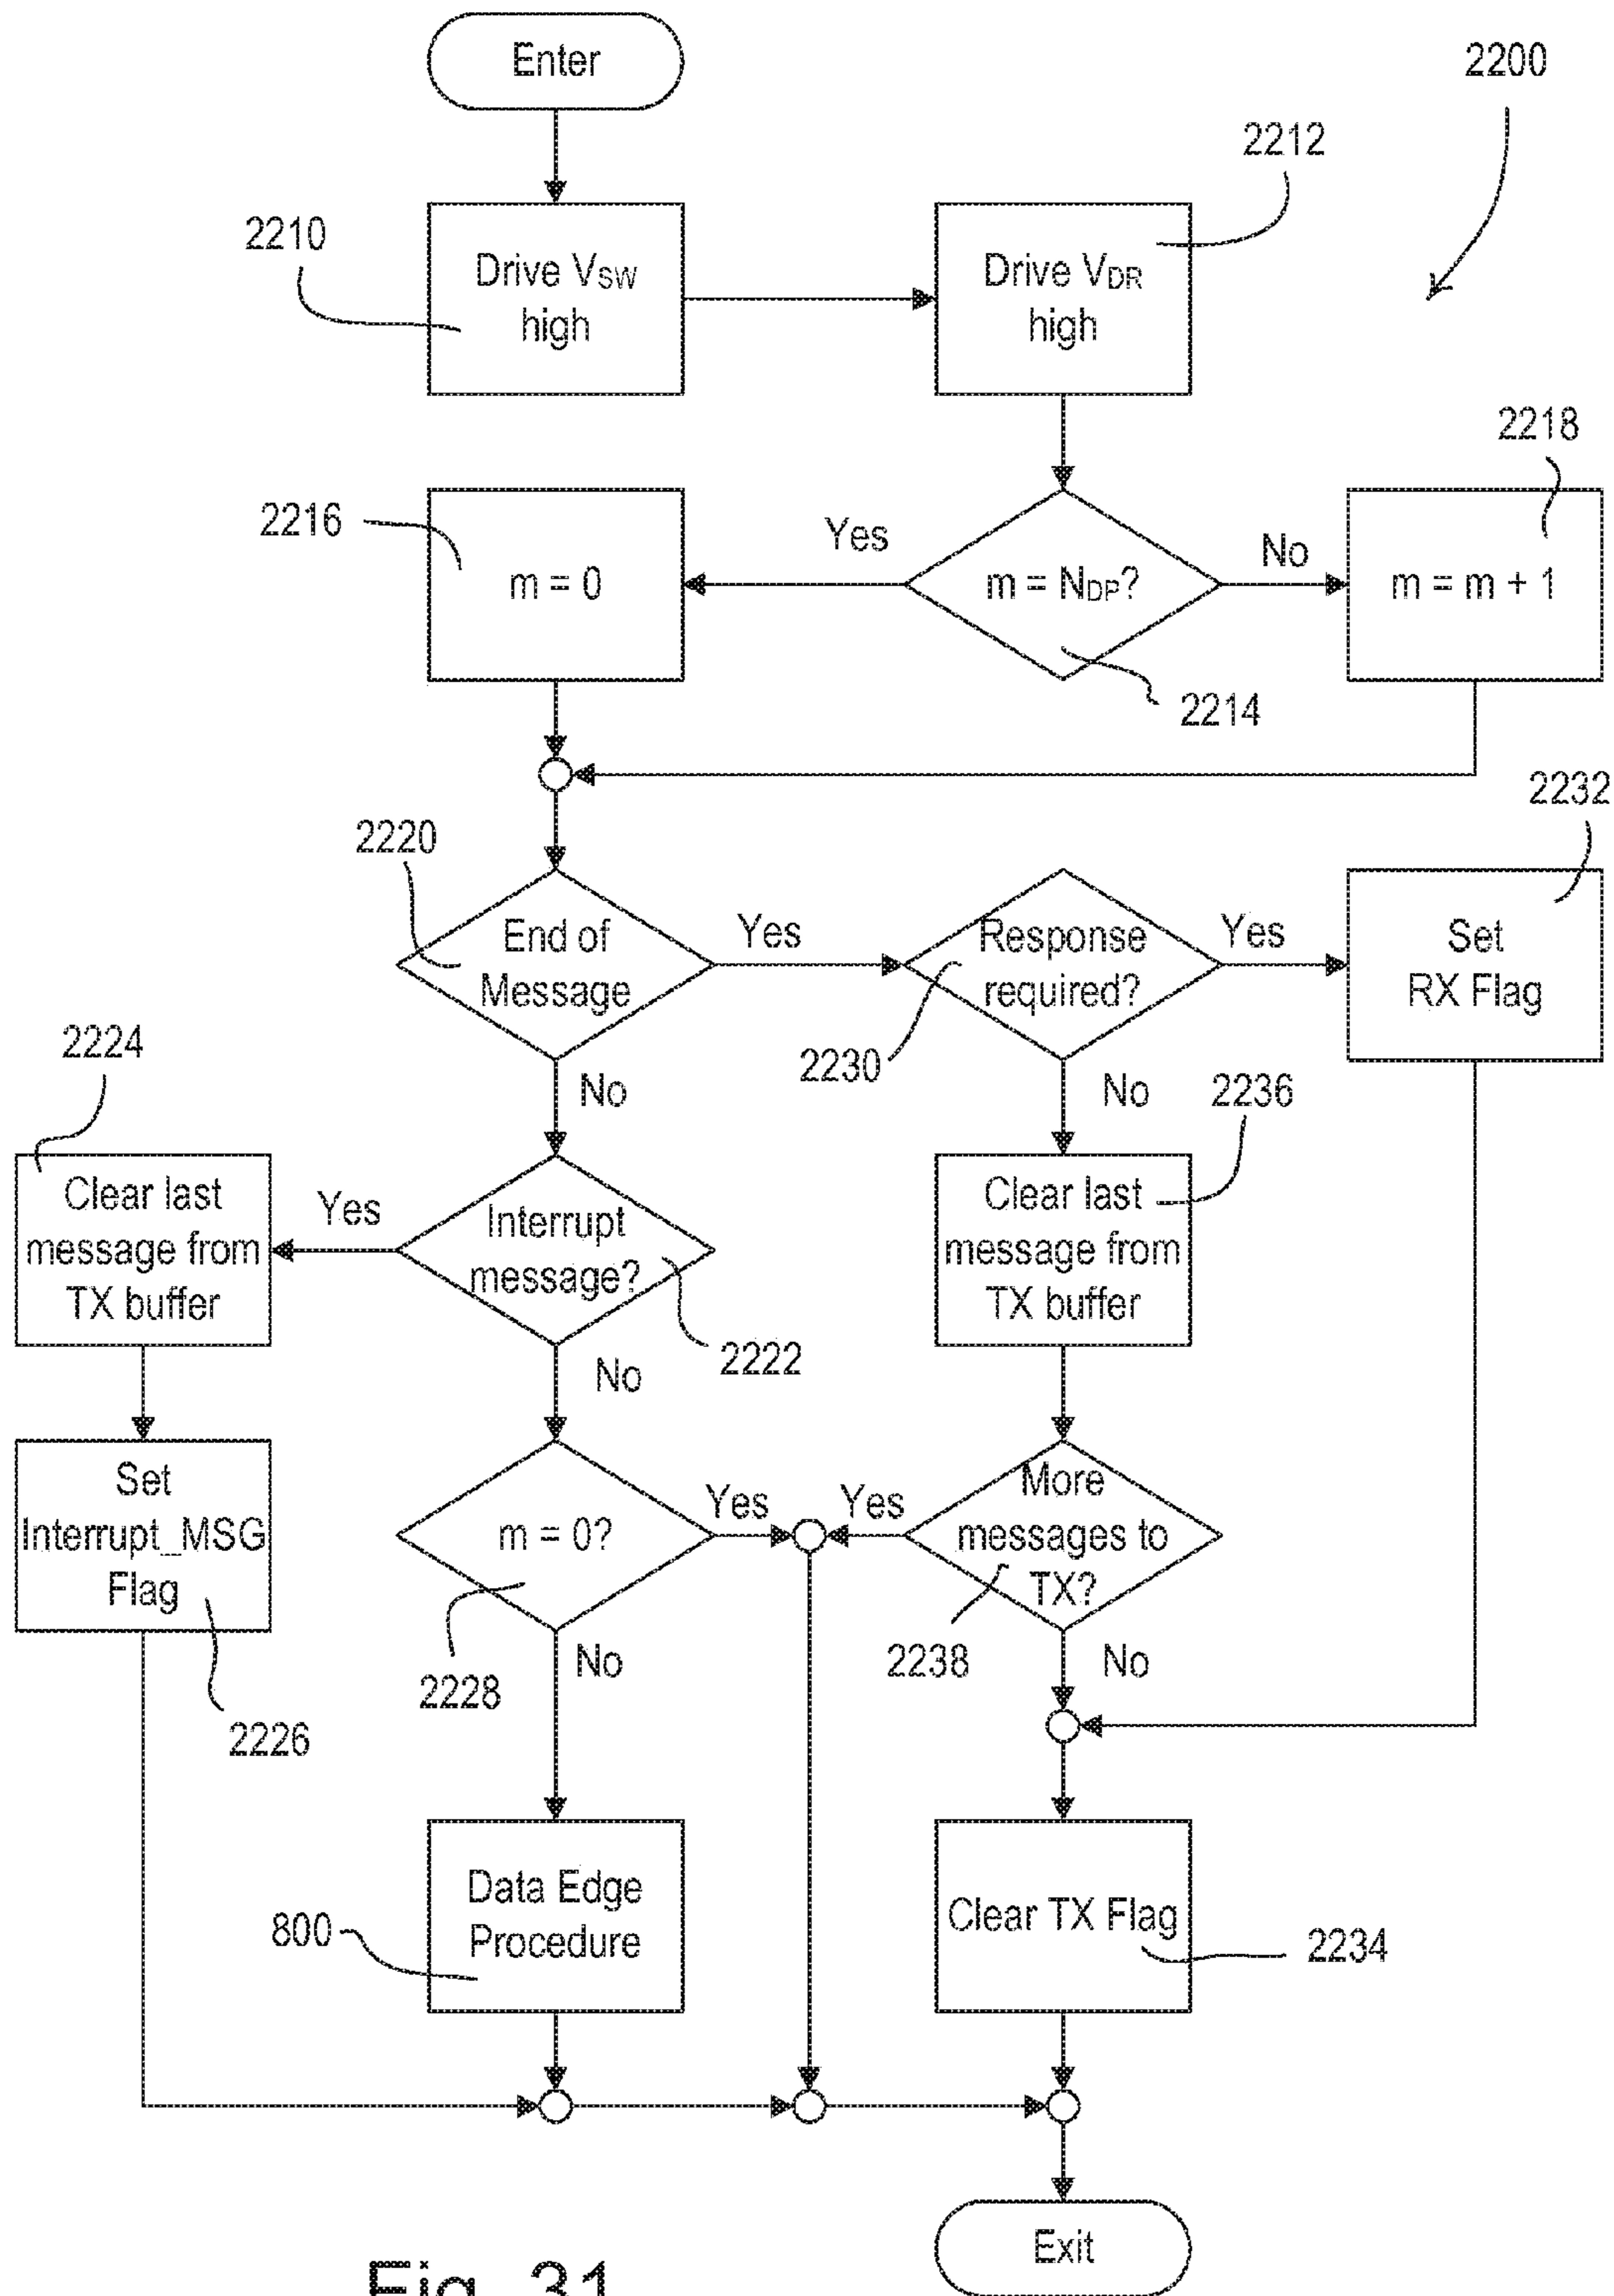 Enter
2200
2212
2210
Drive VSW
high
Drive VDR
high
2218
2216
m = 0
Yes
m = NDP?
No
m = m + 1
2214
2232
2220
End of
Message
Yes
Response
required?
Yes
Set
RX Flag
2224
No
2230
No
2236
Clear last
message from
TX buffer
Yes
Interrupt
message?
Clear last
message from
TX buffer
2222
No
Set
Interrupt_MSG
Flag
m = 0?
Yes
Yes
More
messages to
TX?
2228
No
2238
No
2226
800
Data Edge
Procedure
Clear TX Flag
2234
Exit
Fig. 31